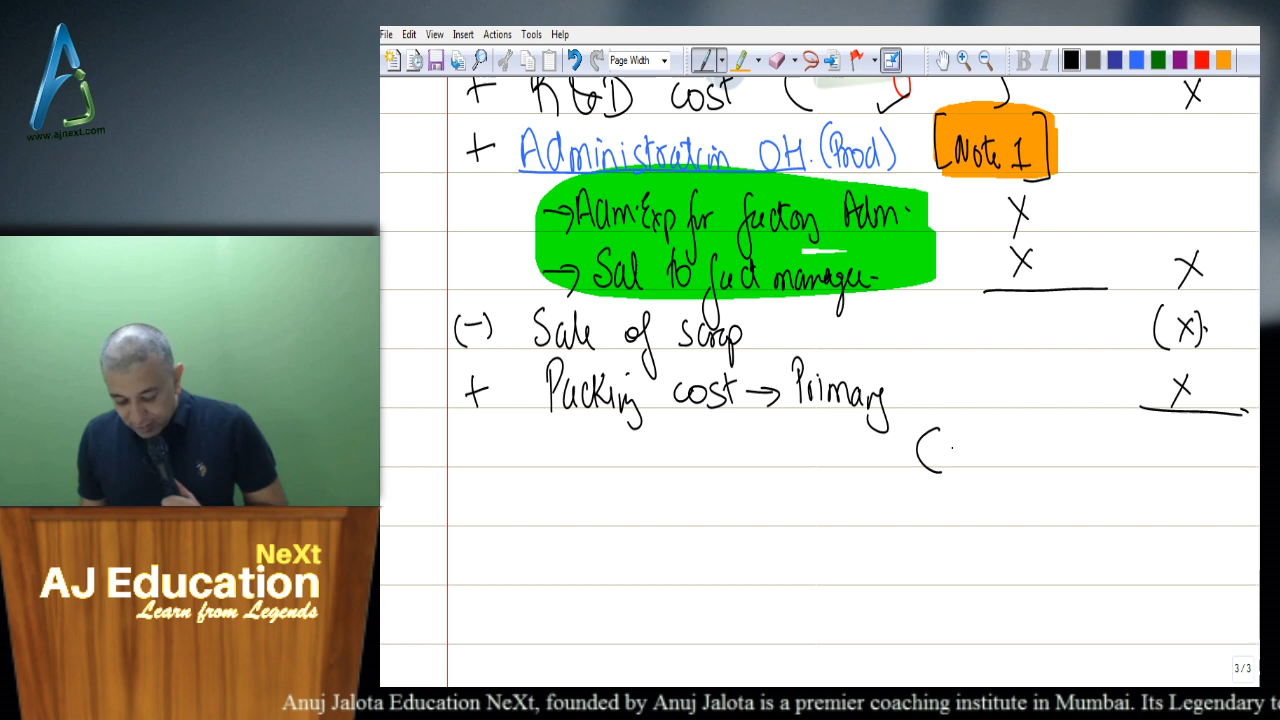 www.ajnext.com
File Edit View Insert Actions Tools Help
Page Width
B I
+ R&D cost ( ) X
+ Administratin OH. (Prod) [Note 1]
→ Adm. Exp for factory Adm. X
→ Sal to fact manager X X
(-) Sale of scrap (X).
+ Packing cost → Primary X
(
3/3
NeXt
AJ Education
Learn from Legends
Anuj Jalota Education NeXt, founded by Anuj Jalota is a premier coaching institute in Mumbai. Its Legendary t